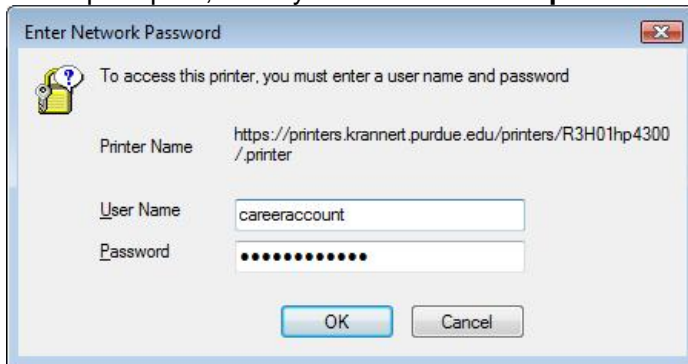 Enter Network Password
To access this printer, you must enter a user name and password
Printer Name
https://printers.krannert.purdue.edu/printers/R3H01hp4300
/.printer
User Name
careeraccount
Password
●●●●●●●●●●●●
OK
Cancel